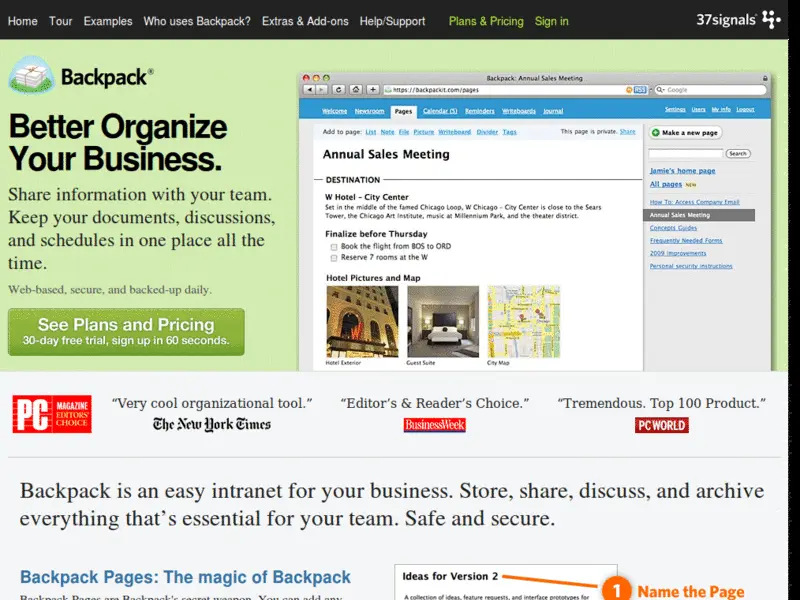 Home Tour Examples Who uses Backpack? Extras & Add-ons Help/Support Plans & Pricing Sign in 37signals
Backpack®
Better Organize
Your Business.
Share information with your team.
Keep your documents, discussions,
and schedules in one place all the
time.
Web-based, secure, and backed-up daily.
See Plans and Pricing
30-day free trial, sign up in 60 seconds.
Backpack: Annual Sales Meeting
https://backpackit.com/pages RSS Google
Welcome Newsroom Pages Calendar (5) Reminders Writeboards Journal Settings Users My info Logout
Add to page: List Note File Picture Writeboard Divider Tags This page is private. Share
Make a new page
Annual Sales Meeting
Search
DESTINATION
W Hotel - City Center
Set in the middle of the famed Chicago Loop, W Chicago - City Center is close to the Sears
Tower, the Chicago Art Institute, music at Millennium Park, and the theater district.
Finalize before Thursday
Book the flight from BOS to ORD
Reserve 7 rooms at the W
Hotel Pictures and Map
Hotel Exterior Guest Suite City Map
Jamie's home page
All pages NEW
How To: Access Company Email
Annual Sales Meeting
Concepts Guides
Frequently Needed Forms
2009 Improvements
Personal security instructions
PC MAGAZINE EDITORS' CHOICE
“Very cool organizational tool.”
The New York Times
“Editor’s & Reader’s Choice.”
BusinessWeek
“Tremendous. Top 100 Product.”
PC WORLD
Backpack is an easy intranet for your business. Store, share, discuss, and archive
everything that’s essential for your team. Safe and secure.
Backpack Pages: The magic of Backpack
Backpack Pages are Backpack's secret weapon. You can add any
Ideas for Version 2
A collection of ideas, feature requests, and interface prototypes for
1 Name the Page